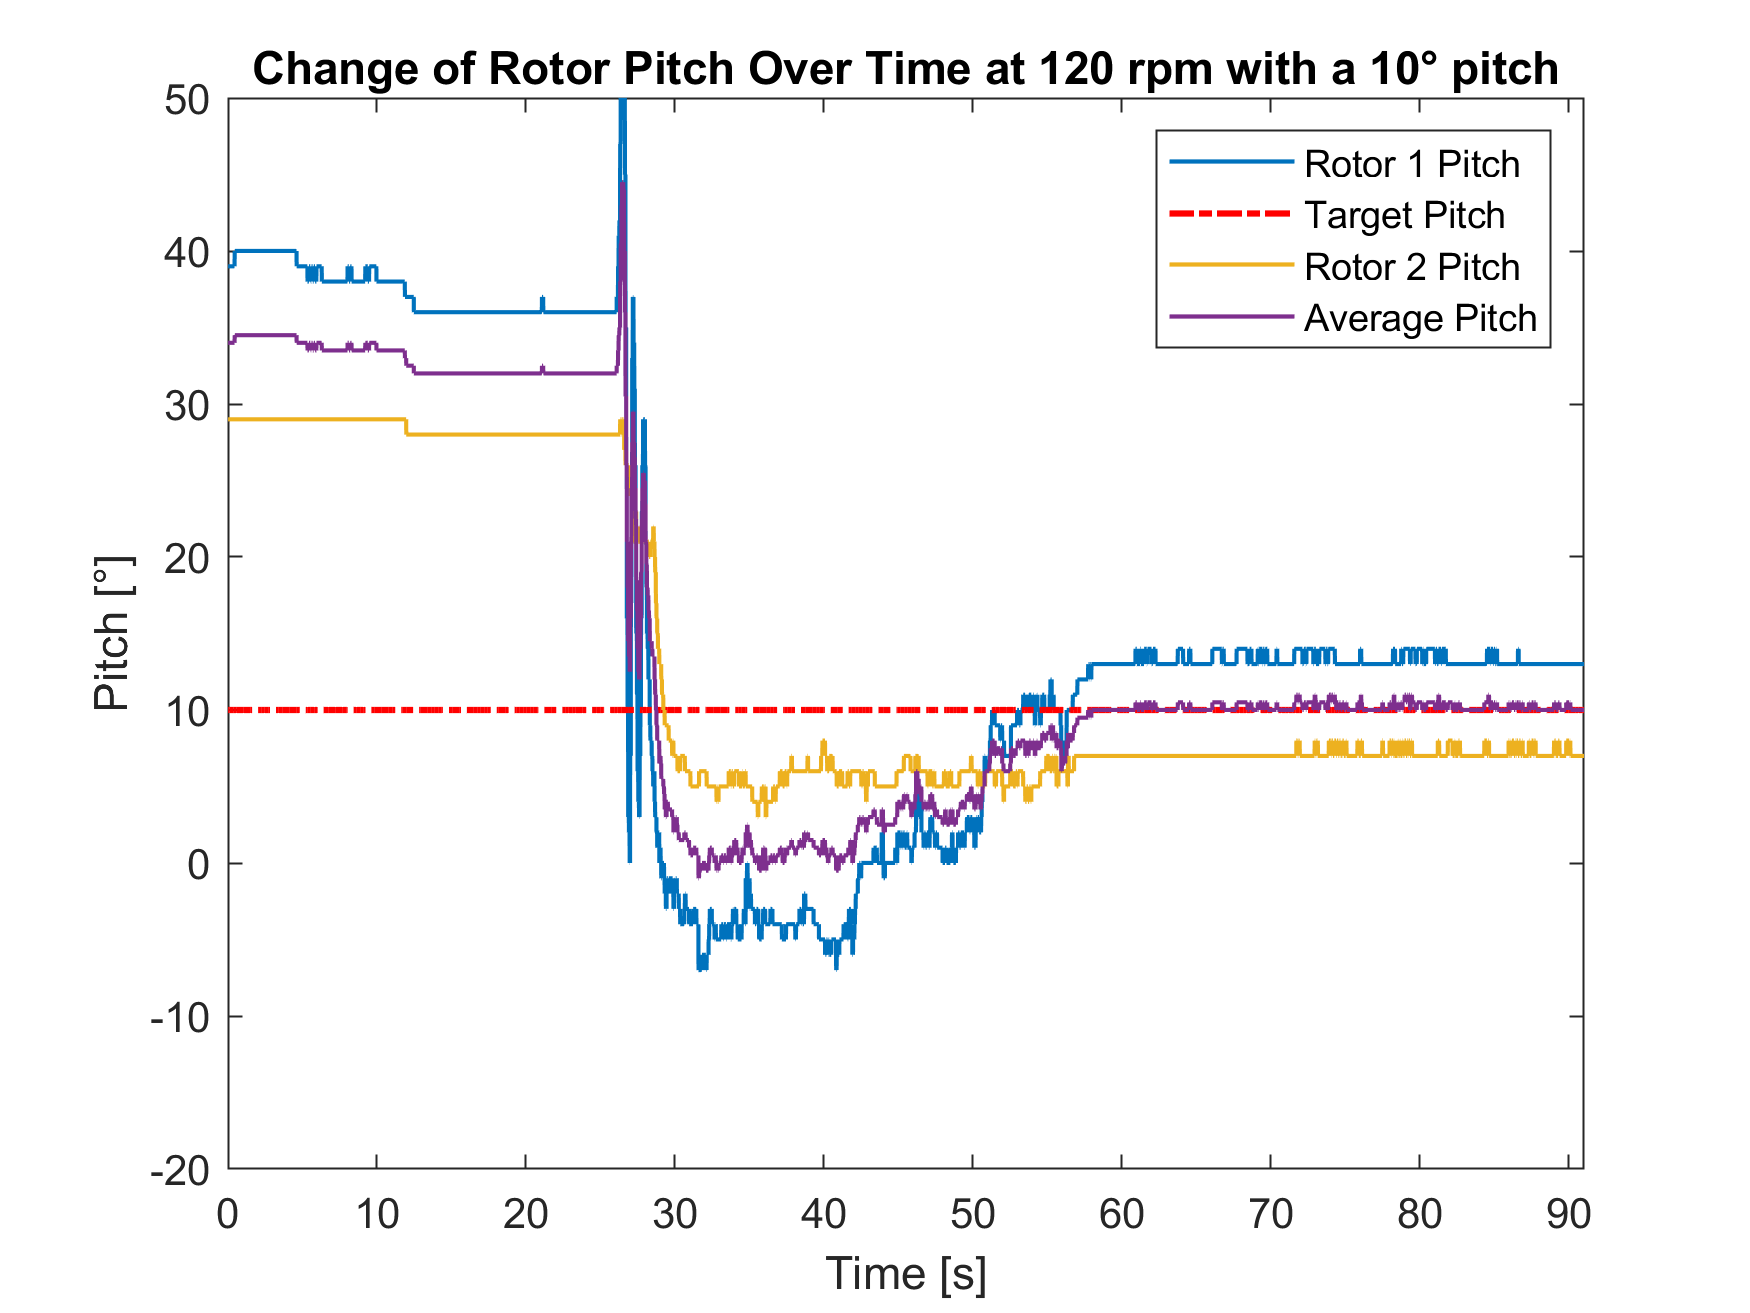 Change of Rotor Pitch Over Time at 120 rpm with a 10° pitch
50
40
30
20
10
0
-10
-20
Pitch [°]
Rotor 1 Pitch
Target Pitch
Rotor 2 Pitch
Average Pitch
0 10 20 30 40 50 60 70 80 90
Time [s]